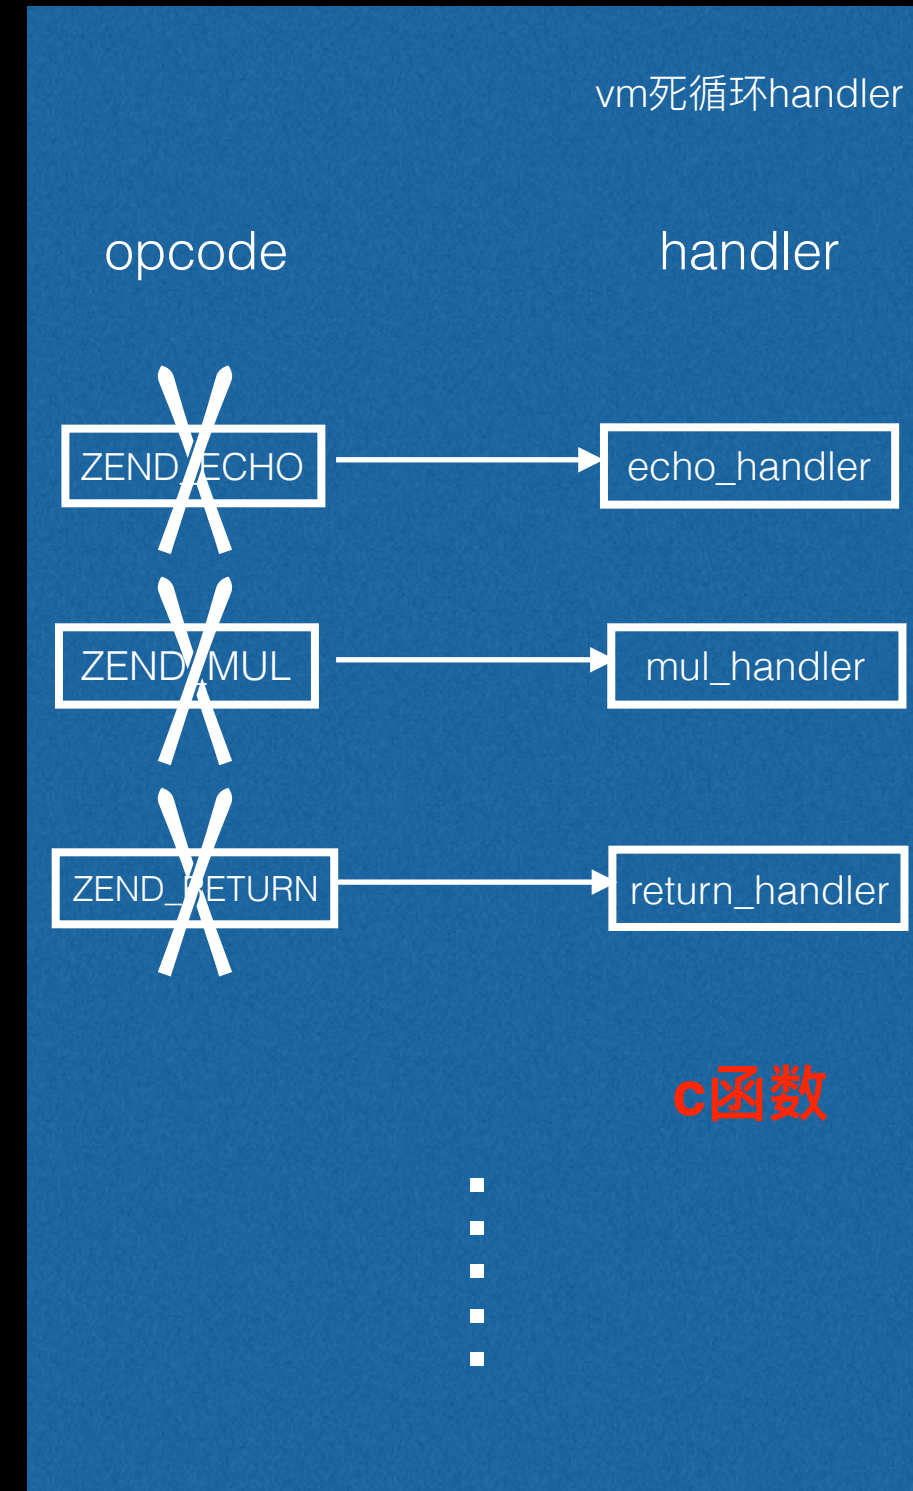 vm死循环handler
opcode
handler
ZEND_ECHO
echo_handler
ZEND_MUL
mul_handler
ZEND_RETURN
return_handler
c函数